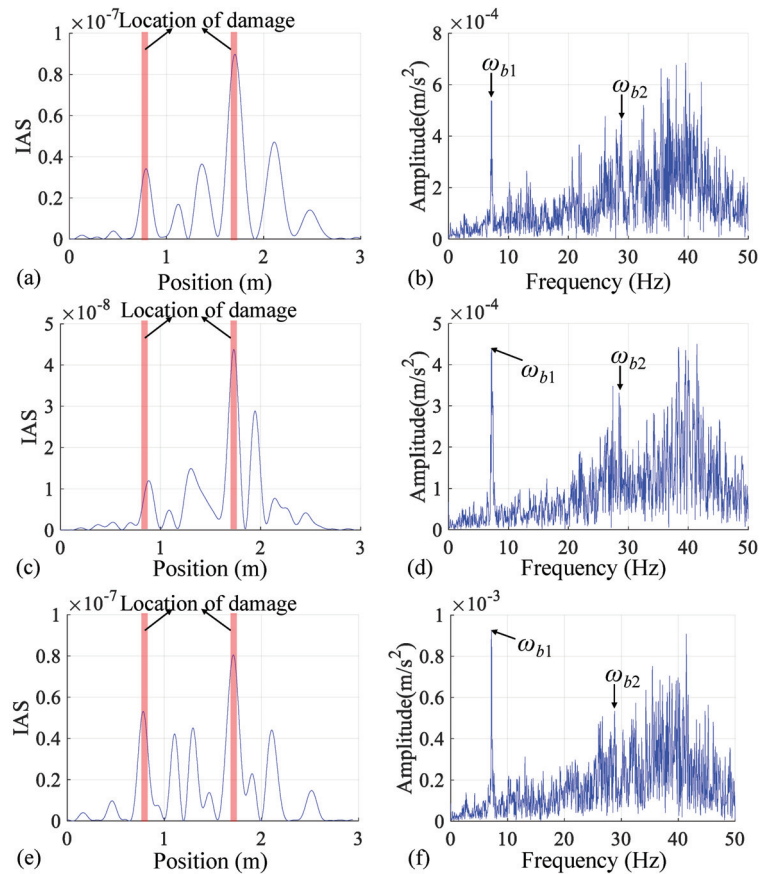 ×10⁻⁷ Location of damage
1
0.8
0.6
0.4
0.2
0
IAS
0 1 2 3
(a) Position (m)
×10⁻⁴
8
6
4
2
0
Amplitude(m/s²)
ω_b1
ω_b2
0 10 20 30 40 50
(b) Frequency (Hz)
×10⁻⁸ Location of damage
5
4
3
2
1
0
IAS
0 1 2 3
(c) Position (m)
×10⁻⁴
5
4
3
2
1
0
Amplitude(m/s²)
ω_b1
ω_b2
0 10 20 30 40 50
(d) Frequency (Hz)
×10⁻⁷ Location of damage
1
0.8
0.6
0.4
0.2
0
IAS
0 1 2 3
(e) Position (m)
×10⁻³
1
0.8
0.6
0.4
0.2
0
Amplitude(m/s²)
ω_b1
ω_b2
0 10 20 30 40 50
(f) Frequency (Hz)